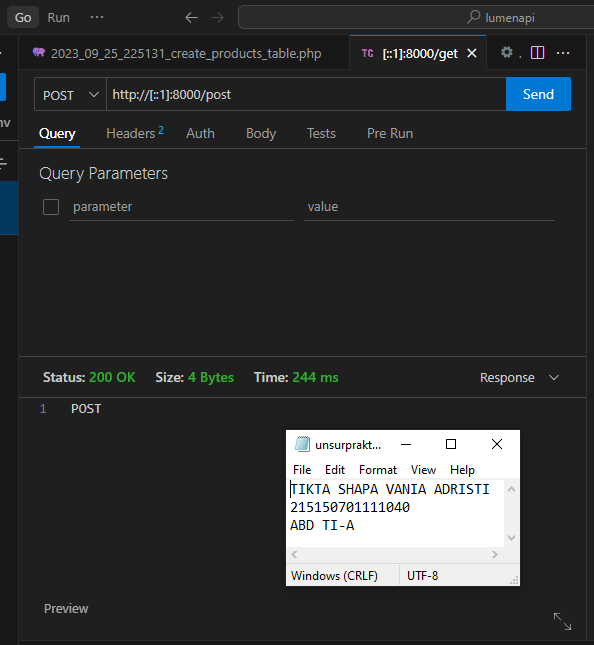 Go Run ··· lumenapi
2023_09_25_225131_create_products_table.php TC [::1]:8000/get
POST http://[::1]:8000/post Send
Query Headers 2 Auth Body Tests Pre Run
Query Parameters
parameter value
Status: 200 OK Size: 4 Bytes Time: 244 ms Response
1 POST
unsurprakt...
File Edit Format View Help
TIKTA SHAPA VANIA ADRISTI
215150701111040
ABD TI-A
Windows (CRLF) UTF-8
Preview